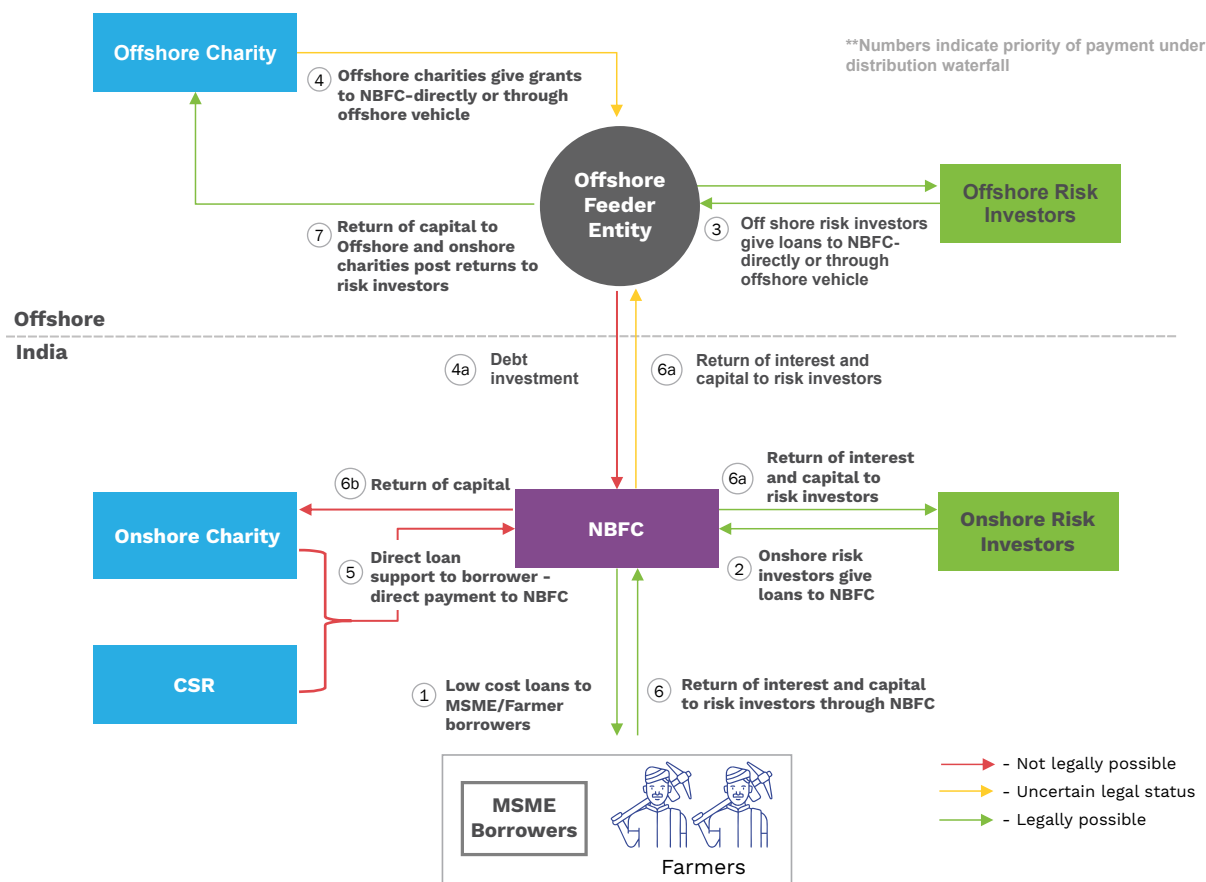 Offshore Charity
**Numbers indicate priority of payment under
distribution waterfall
4
Offshore charities give grants
to NBFC-directly or through
offshore vehicle
Offshore
Feeder
Entity
Offshore Risk
Investors
7
Return of capital to
Offshore and onshore
charities post returns to
risk investors
3
Off shore risk investors
give loans to NBFC-
directly or through
offshore vehicle
Offshore
India
4a
Debt
investment
6a
Return of interest and
capital to risk investors
6b
Return of capital
6a
Return of interest
and capital to
risk investors
Onshore Charity
NBFC
Onshore Risk
Investors
5
Direct loan
support to borrower -
direct payment to NBFC
2
Onshore risk
investors give
loans to NBFC
CSR
1
Low cost loans to
MSME/Farmer
borrowers
6
Return of interest and capital
to risk investors through NBFC
MSME
Borrowers
Farmers
- Not legally possible
- Uncertain legal status
- Legally possible